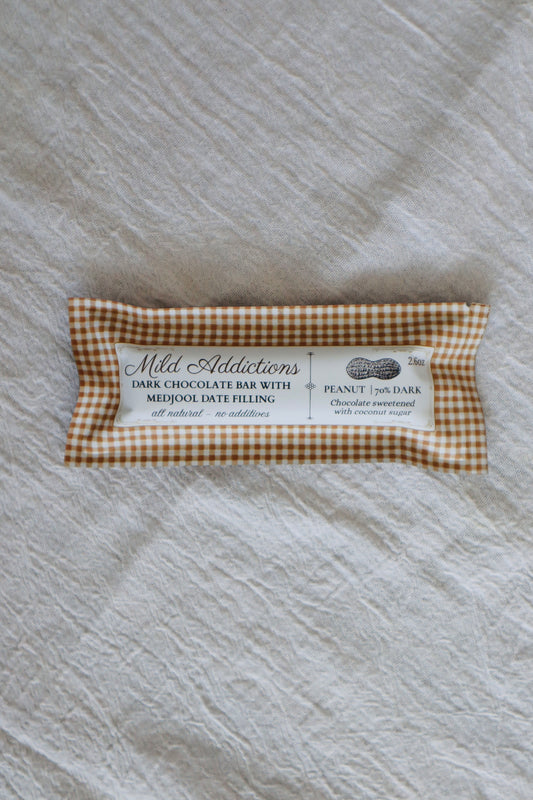 Mild Addictions
DARK CHOCOLATE BAR WITH
MEDJOOL DATE FILLING
all natural – no additives
2.6oz
PEANUT | 70% DARK
Chocolate sweetened
with coconut sugar